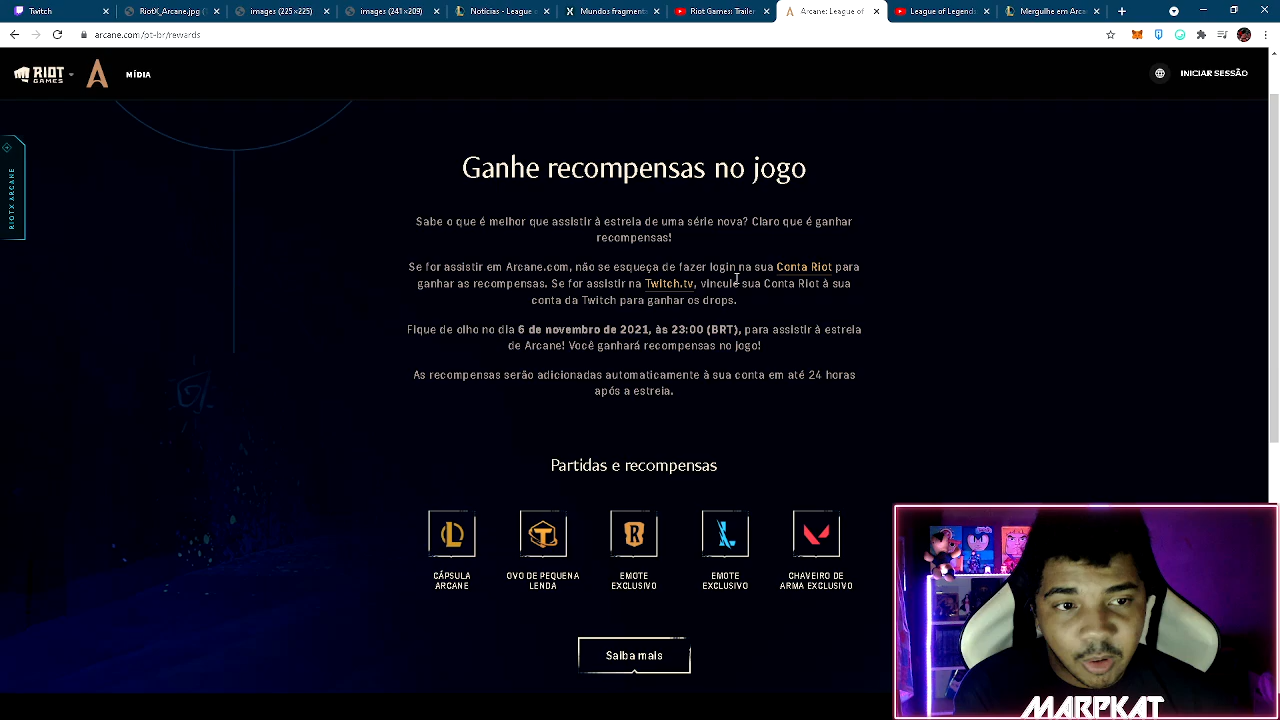 Twitch
RiotX_Arcane.jpg (
images (225×225)
images (241×209)
Notícias - League o
Mundos fragmenta
Riot Games Trailer
Arcane: League of
League of Legends
Mergulhe em Arca
arcane.com/pt-br/rewards
RIOT
GAMES
MÍDIA
INICIAR SESSÃO
RIOTX ARCANE
Ganhe recompensas no jogo
Sabe o que é melhor que assistir à estreia de uma série nova? Claro que é ganhar
recompensas!
Se for assistir em Arcane.com, não se esqueça de fazer login na sua Conta Riot para
ganhar as recompensas. Se for assistir na Twitch.tv, vincule sua Conta Riot à sua
conta da Twitch para ganhar os drops.
Fique de olho no dia 6 de novembro de 2021, às 23:00 (BRT), para assistir à estreia
de Arcane! Você ganhará recompensas no jogo!
As recompensas serão adicionadas automaticamente à sua conta em até 24 horas
após a estreia.
Partidas e recompensas
CÁPSULA
ARCANE
OVO DE PEQUENA
LENDA
EMOTE
EXCLUSIVO
EMOTE
EXCLUSIVO
CHAVEIRO DE
ARMA EXCLUSIVO
Saiba mais
MARPKAT